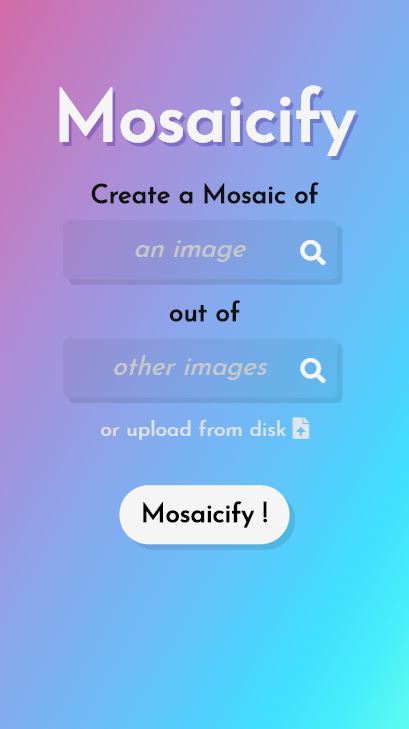 Mosaicify
Create a Mosaic of
an image
out of
other images
or upload from disk
Mosaicify !